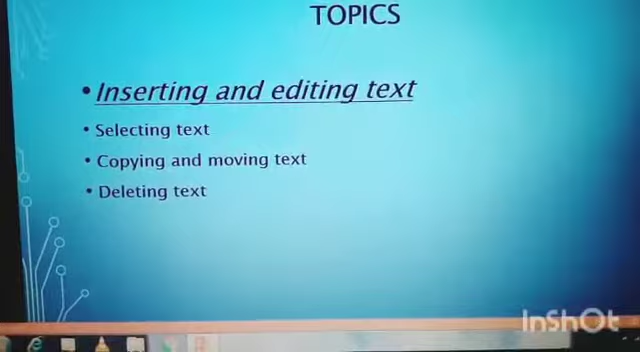 TOPICS
• Inserting and editing text
• Selecting text
• Copying and moving text
• Deleting text
InShOt